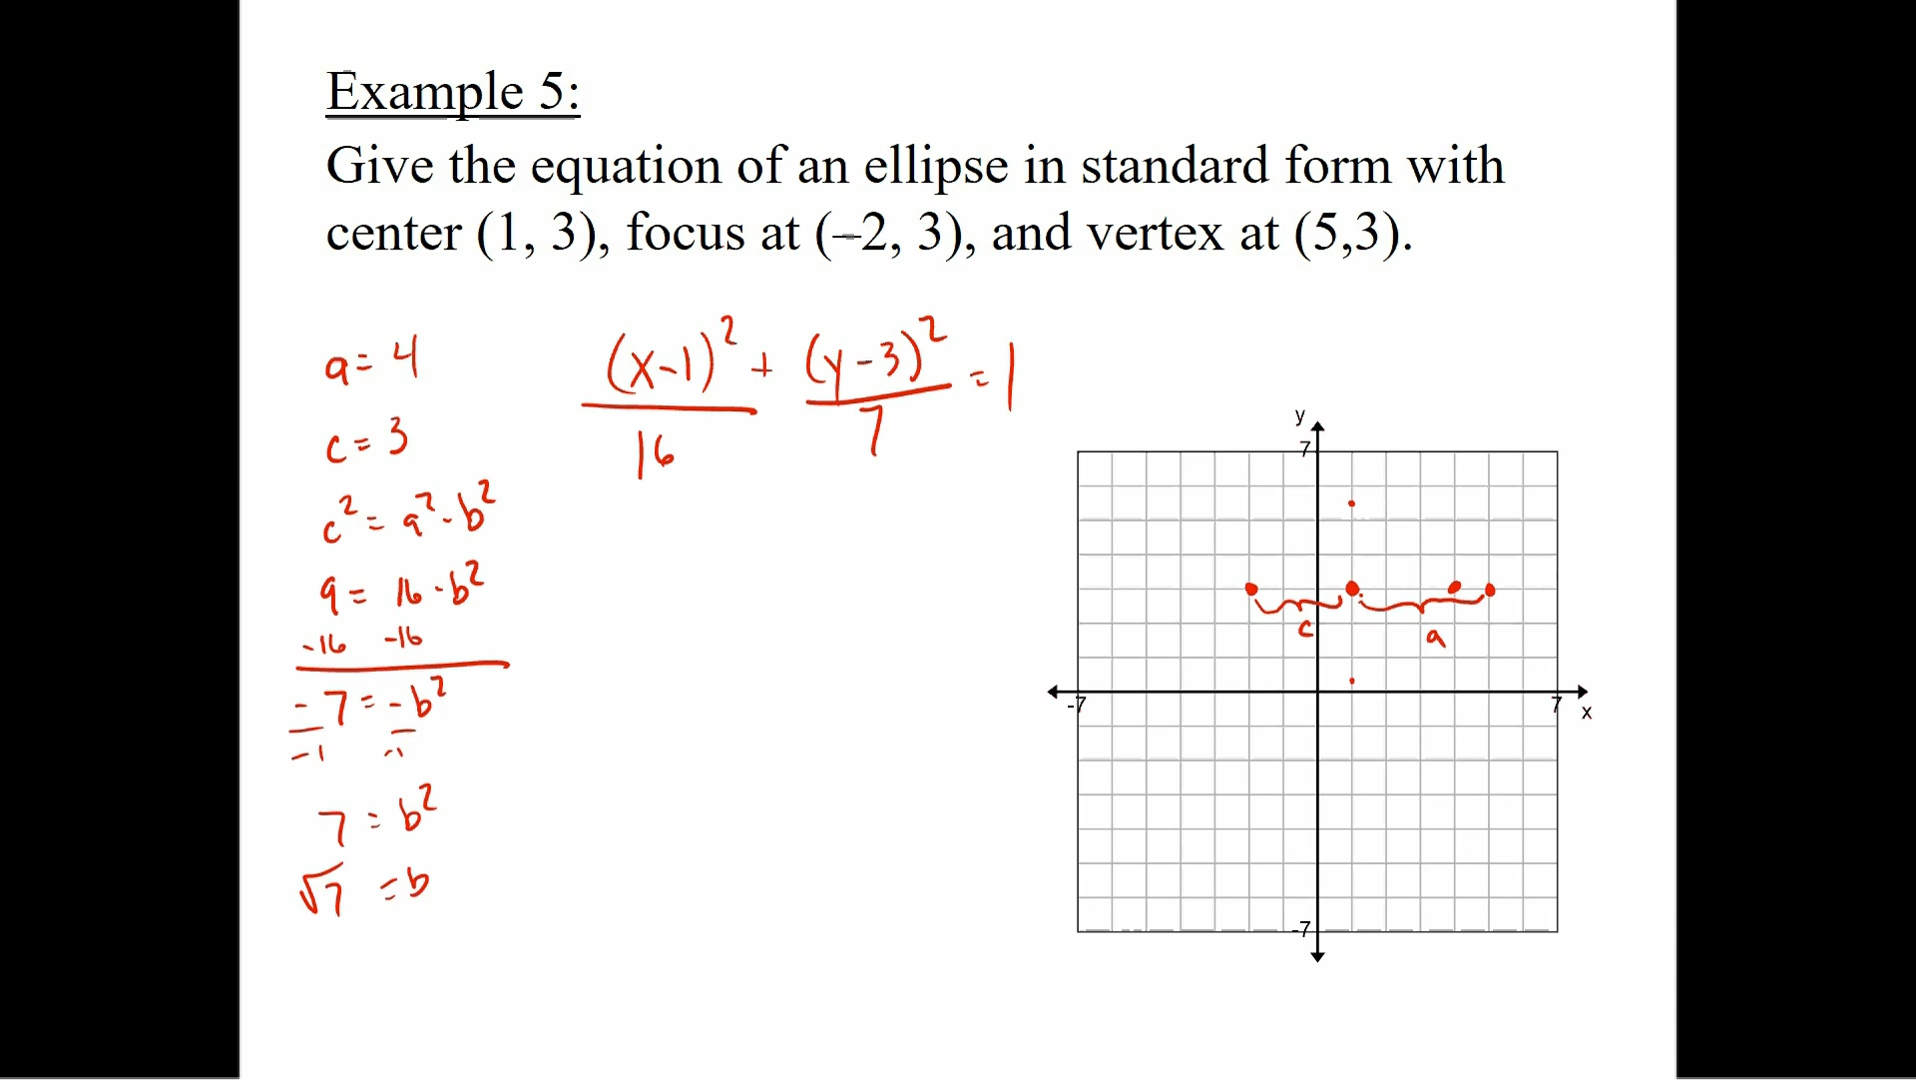 Example 5:
Give the equation of an ellipse in standard form with
center (1, 3), focus at (–2, 3), and vertex at (5,3).
a = 4
c = 3
c² = a² - b²
9 = 16 - b²
-16 -16
-7 = -b²
-1 -1
7 = b²
√7 = b
(x-1)² + (y-3)² = 1
16 7
y
7
c
a
-7
7
x
-7